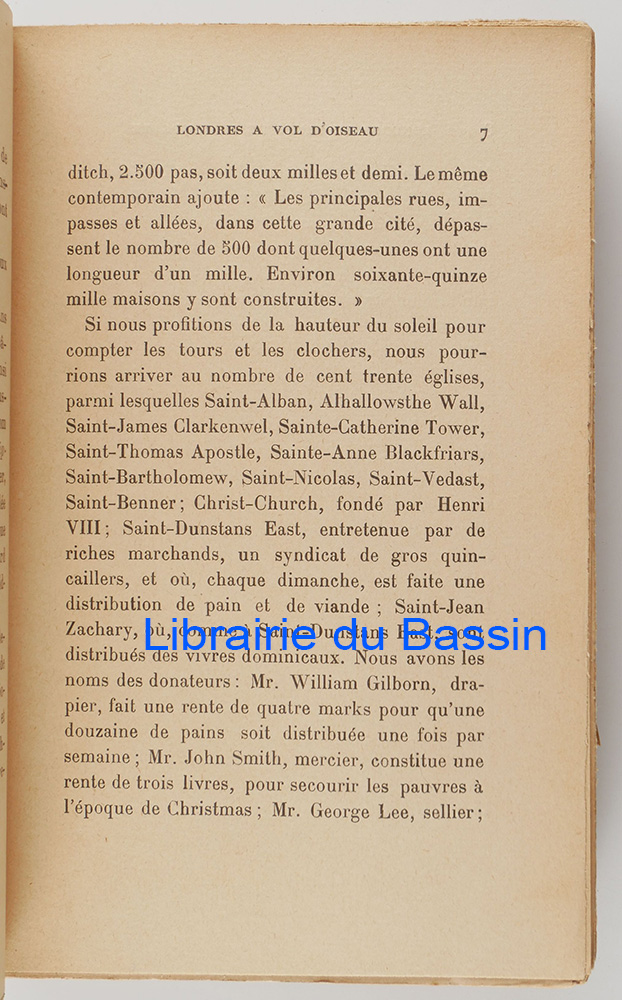 LONDRES A VOL D'OISEAU 7
ditch, 2.500 pas, soit deux milles et demi. Le même
contemporain ajoute : « Les principales rues, im-
passes et allées, dans cette grande cité, dépas-
sent le nombre de 500 dont quelques-unes ont une
longueur d'un mille. Environ soixante-quinze
mille maisons y sont construites. »
Si nous profitions de la hauteur du soleil pour
compter les tours et les clochers, nous pour-
rions arriver au nombre de cent trente églises,
parmi lesquelles Saint-Alban, Alhallowsthe Wall,
Saint-James Clarkenwel, Sainte-Catherine Tower,
Saint-Thomas Apostle, Sainte-Anne Blackfriars,
Saint-Bartholomew, Saint-Nicolas, Saint-Vedast,
Saint-Benner ; Christ-Church, fondé par Henri
VIII ; Saint-Dunstans East, entretenue par de
riches marchands, un syndicat de gros quin-
caillers, et où, chaque dimanche, est faite une
distribution de pain et de viande ; Saint-Jean
Zachary, où, comme à Saint-Dunstans East, sont
Librairie du Bassin
distribués des vivres dominicaux. Nous avons les
noms des donateurs : Mr. William Gilborn, dra-
pier, fait une rente de quatre marks pour qu'une
douzaine de pains soit distribuée une fois par
semaine ; Mr. John Smith, mercier, constitue une
rente de trois livres, pour secourir les pauvres à
l'époque de Christmas ; Mr. George Lee, sellier ;